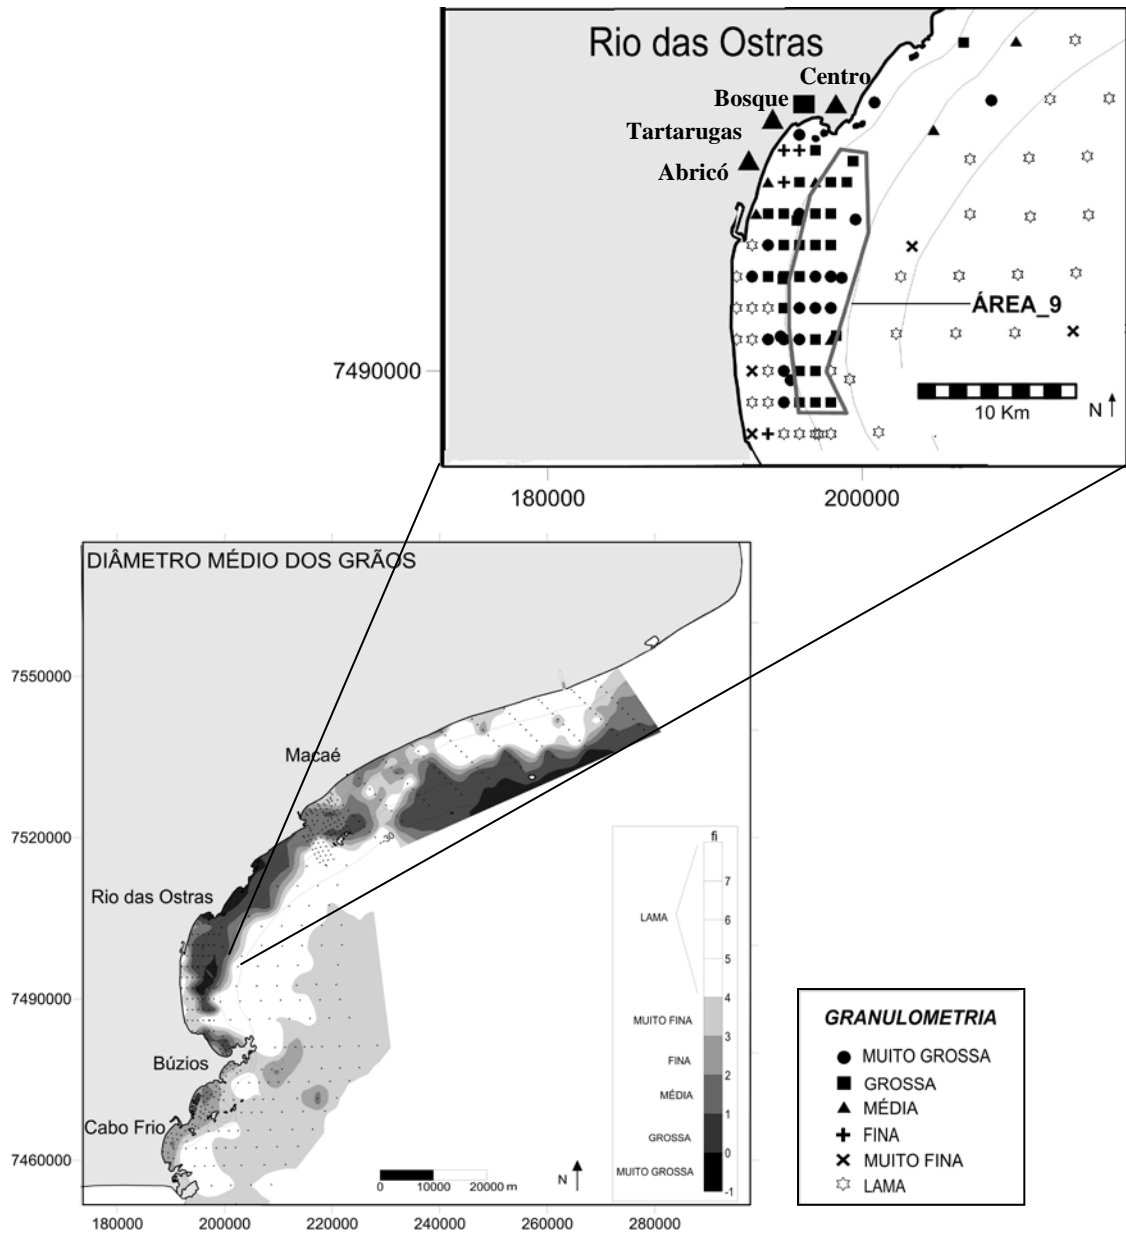 Rio das Ostras
Centro
Bosque
Tartarugas
Abricó
ÁREA_9
7490000
10 Km
N
180000
200000
DIÂMETRO MÉDIO DOS GRÃOS
7550000
Macaé
7520000
-30
fi
7
LAMA
6
5
Rio das Ostras
7490000
4
MUITO FINA
3
FINA
2
MÉDIA
1
GROSSA
0
MUITO GROSSA
-1
Búzios
Cabo Frio
7460000
0
10000
20000 m
N
180000
200000
220000
240000
260000
280000
GRANULOMETRIA
MUITO GROSSA
GROSSA
MÉDIA
FINA
MUITO FINA
LAMA